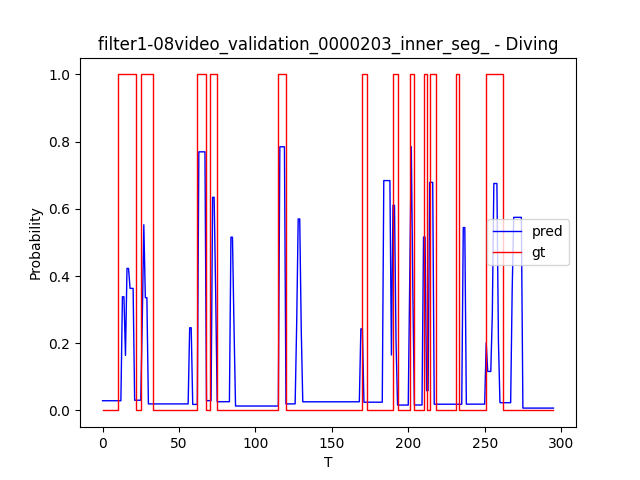 filter1-08video_validation_0000203_inner_seg_ - Diving
1.0
0.8
0.6
0.4
0.2
0.0
Probability
pred
gt
0 50 100 150 200 250 300
T